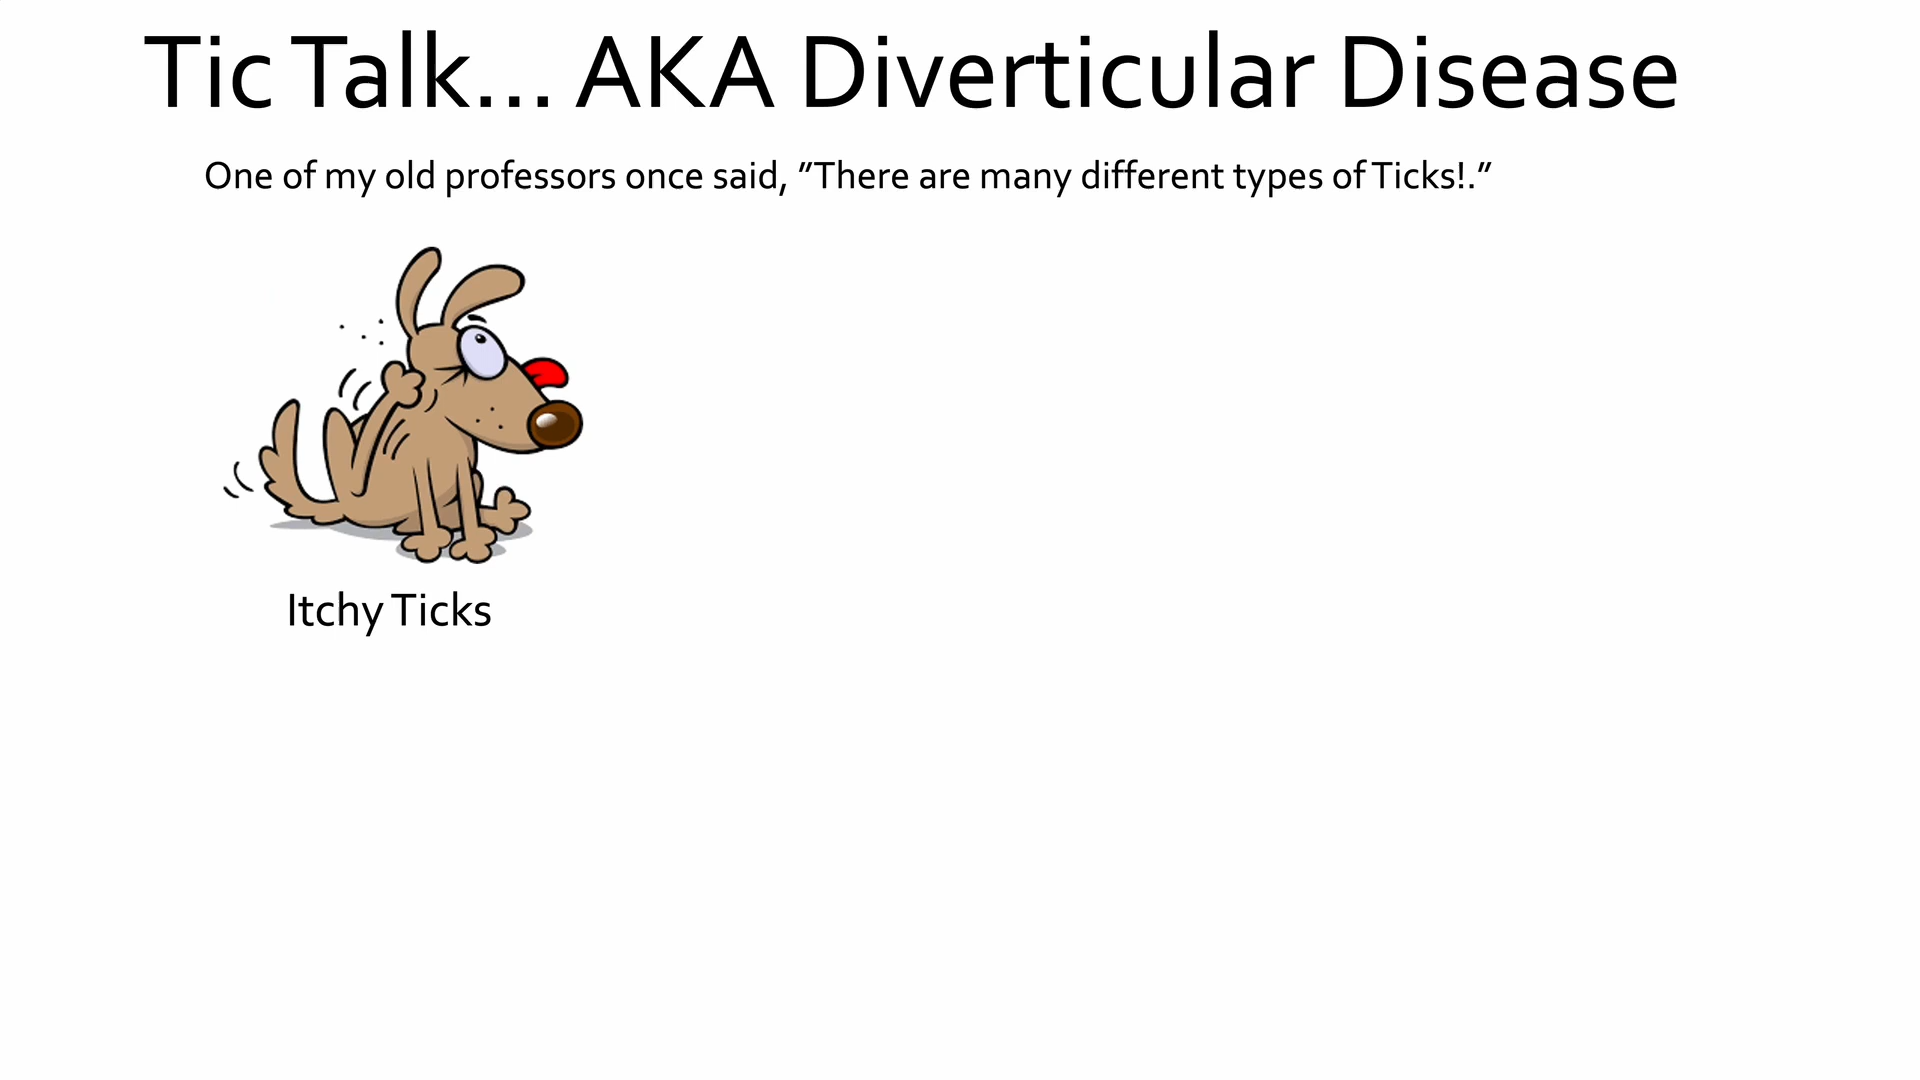 Tic Talk... AKA Diverticular Disease
One of my old professors once said, "There are many different types of Ticks!."
Itchy Ticks